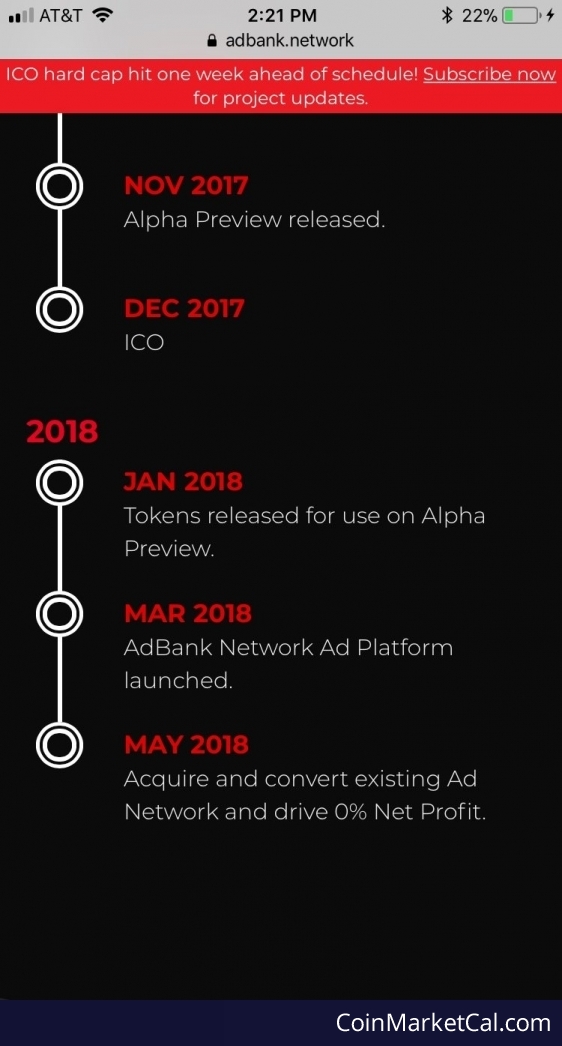 AT&T 2:21 PM 22%
adbank.network
ICO hard cap hit one week ahead of schedule! Subscribe now
for project updates.
NOV 2017
Alpha Preview released.
DEC 2017
ICO
2018
JAN 2018
Tokens released for use on Alpha
Preview.
MAR 2018
AdBank Network Ad Platform
launched.
MAY 2018
Acquire and convert existing Ad
Network and drive 0% Net Profit.
CoinMarketCal.com